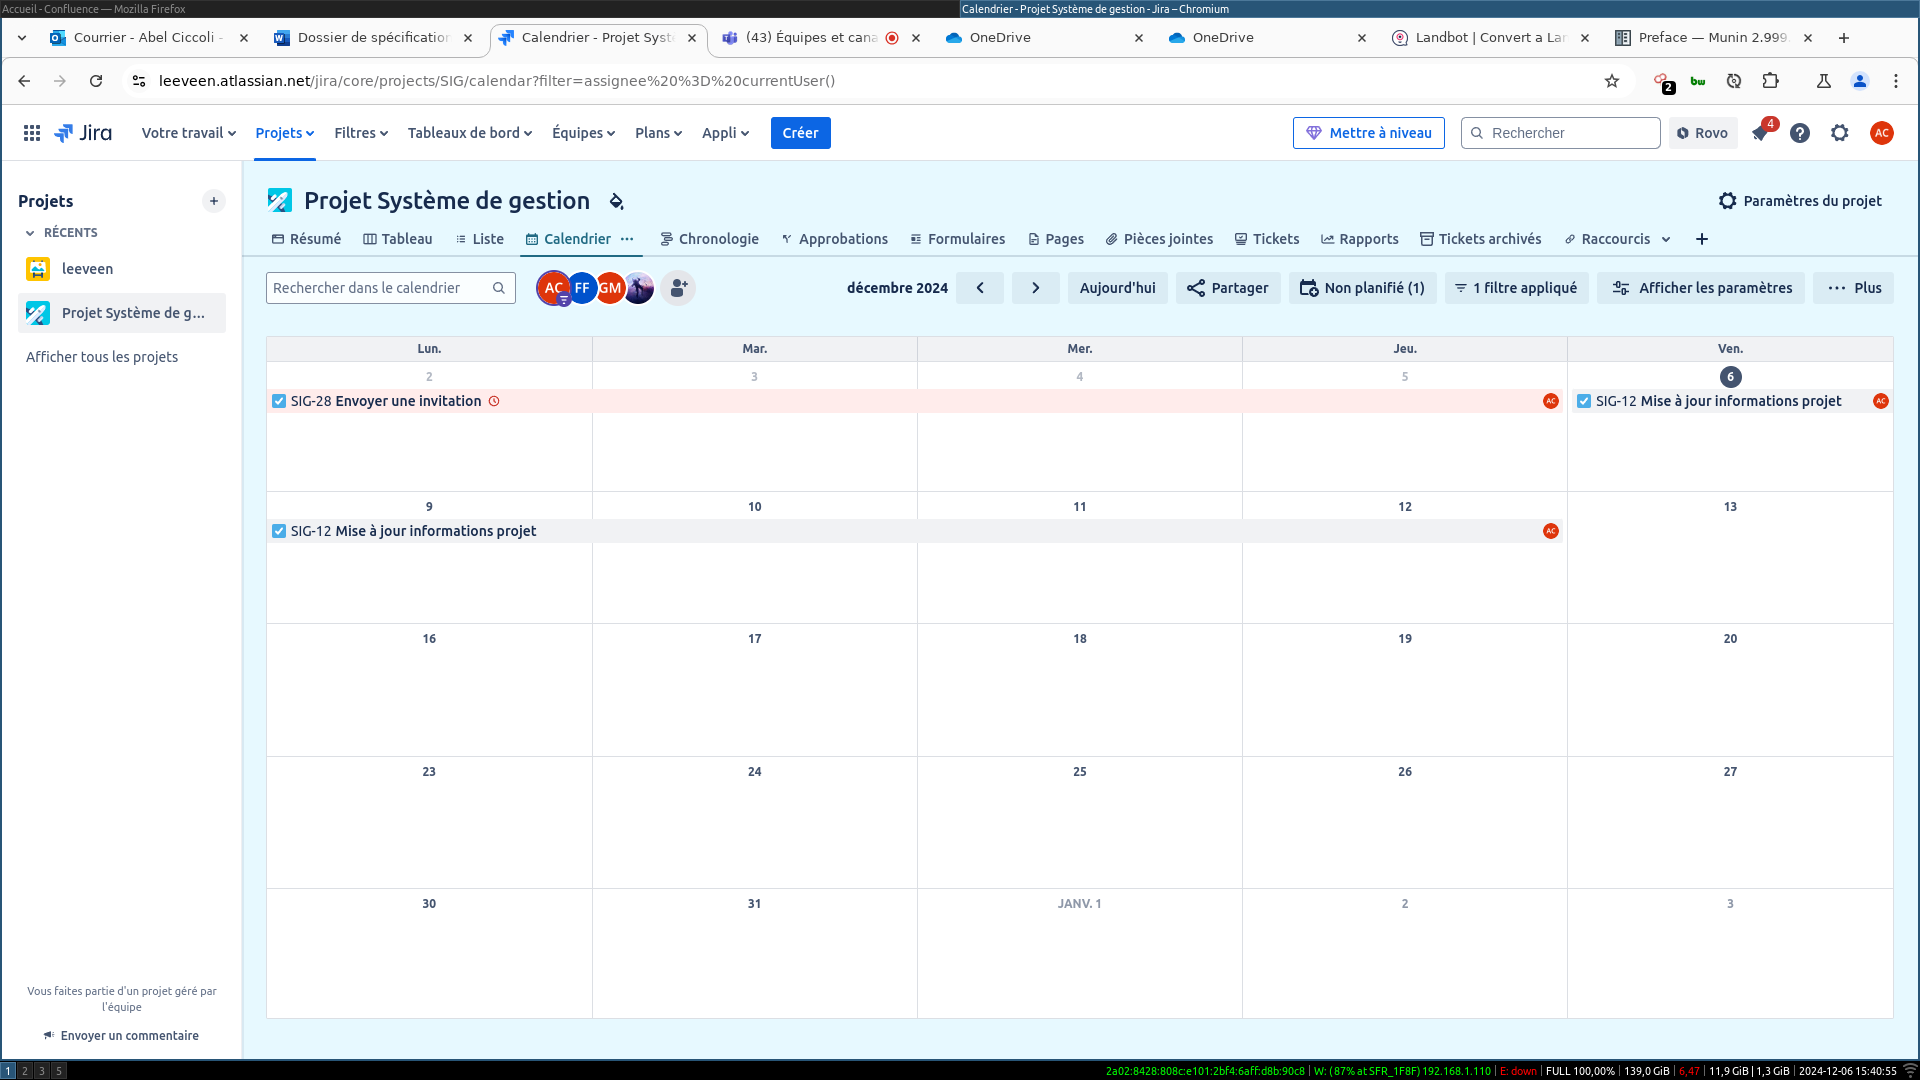 Accueil - Confluence — Mozilla Firefox
Calendrier - Projet Système de gestion - Jira – Chromium
Courrier - Abel Ciccoli -
Dossier de spécification
Calendrier - Projet Syst
(43) Équipes et cana
OneDrive
OneDrive
Landbot | Convert a Lan
Preface — Munin 2.999.
leeveen.atlassian.net/jira/core/projects/SIG/calendar?filter=assignee%20%3D%20currentUser()
2
bw
Jira
Votre travail
Projets
Filtres
Tableaux de bord
Équipes
Plans
Appli
Créer
Mettre à niveau
Rechercher
Rovo
4
AC
Projets
RÉCENTS
leeveen
Projet Système de g...
Afficher tous les projets
Projet Système de gestion
Paramètres du projet
Résumé
Tableau
Liste
Calendrier
Chronologie
Approbations
Formulaires
Pages
Pièces jointes
Tickets
Rapports
Tickets archivés
Raccourcis
Rechercher dans le calendrier
AC
FF
GM
décembre 2024
Aujourd'hui
Partager
Non planifié (1)
1 filtre appliqué
Afficher les paramètres
Plus
Lun. Mar. Mer. Jeu. Ven.
2 3 4 5 6
SIG-28 Envoyer une invitation AC
SIG-12 Mise à jour informations projet AC
9 10 11 12 13
SIG-12 Mise à jour informations projet AC
16 17 18 19 20
23 24 25 26 27
30 31 JANV. 1 2 3
Vous faites partie d'un projet géré par
l'équipe
Envoyer un commentaire
1 2 3 5
2a02:8428:808c:e101:2bf4:6aff:d8b:90c8 | W: (87% at SFR_1F8F) 192.168.1.110 | E: down | FULL 100,00% | 139,0 GiB | 6,47 | 11,9 GiB | 1,3 GiB | 2024-12-06 15:40:55